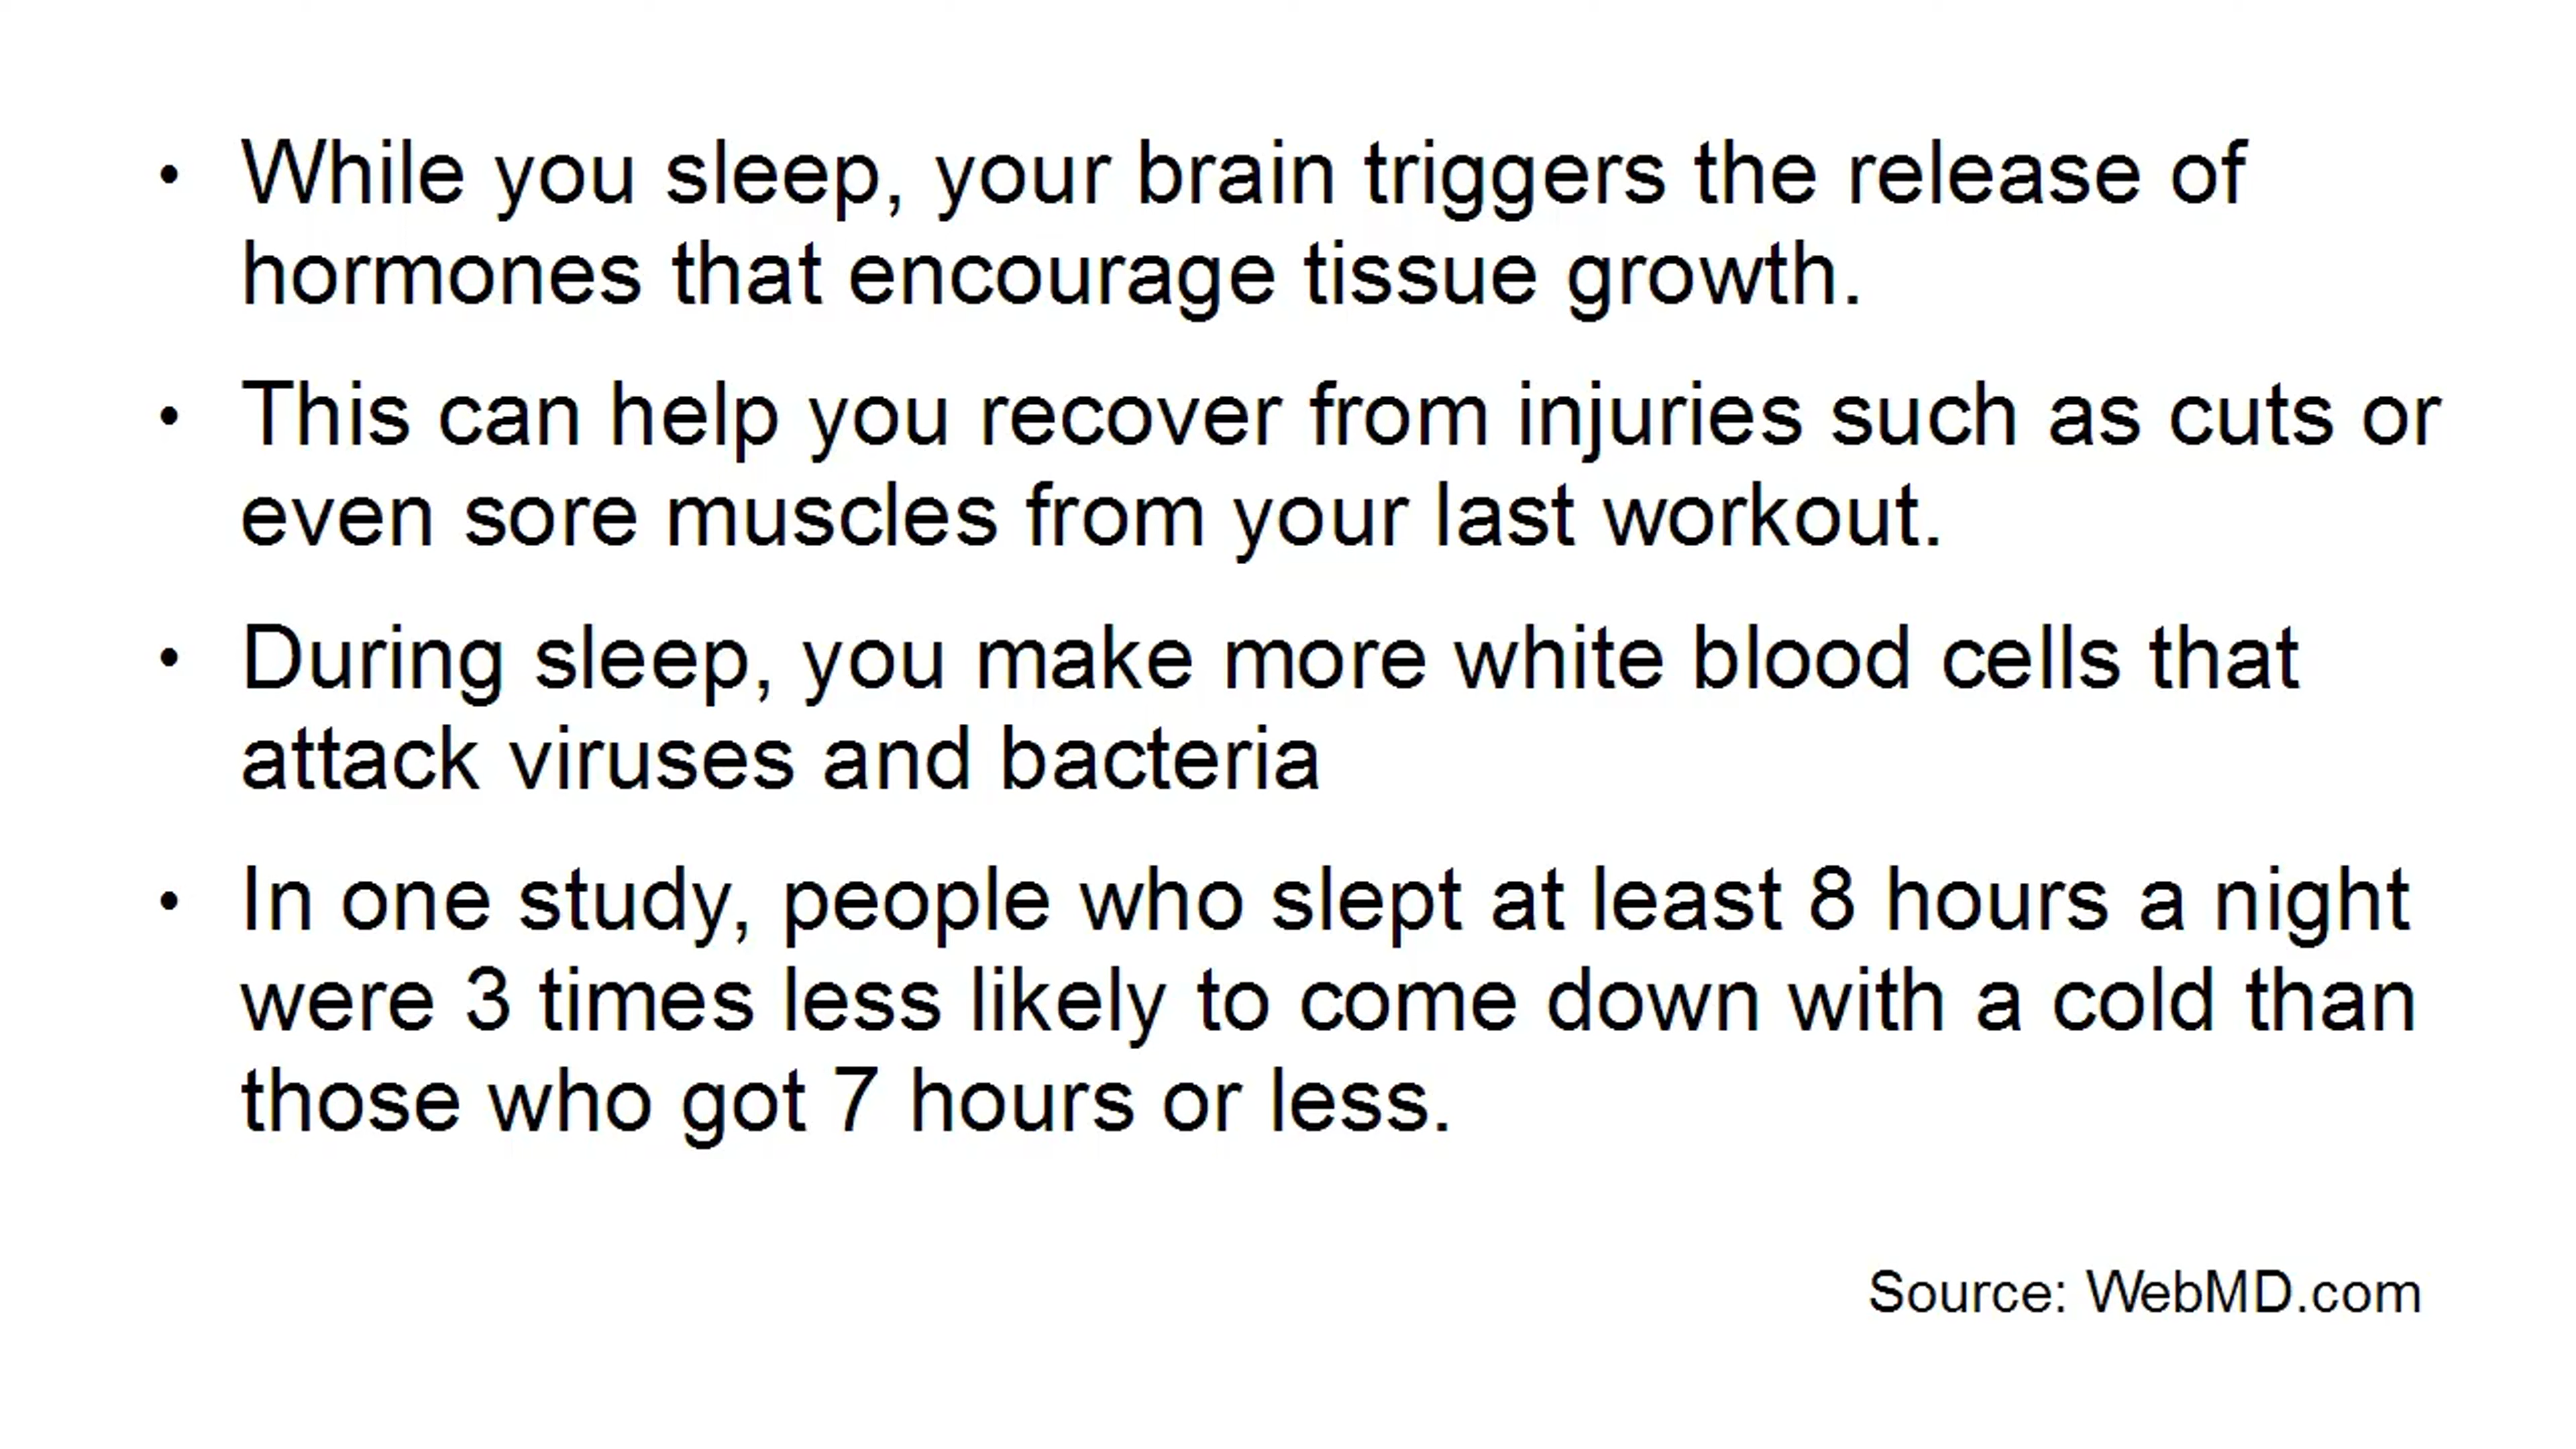 • While you sleep, your brain triggers the release of
hormones that encourage tissue growth.
• This can help you recover from injuries such as cuts or
even sore muscles from your last workout.
• During sleep, you make more white blood cells that
attack viruses and bacteria
• In one study, people who slept at least 8 hours a night
were 3 times less likely to come down with a cold than
those who got 7 hours or less.
Source: WebMD.com